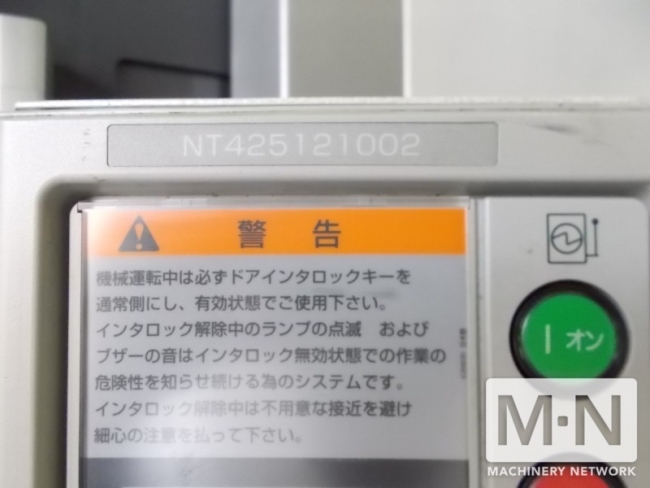 NT425121002
警 告
機械運転中は必ずドアインタロックキーを
通常側にし、有効状態でご使用下さい。
インタロック解除中のランプの点滅 および
ブザーの音はインタロック無効状態での作業の
危険性を知らせ続ける為のシステムです。
インタロック解除中は不用意な接近を避け
細心の注意を払って下さい。
| オン
M·N
MACHINERY NETWORK